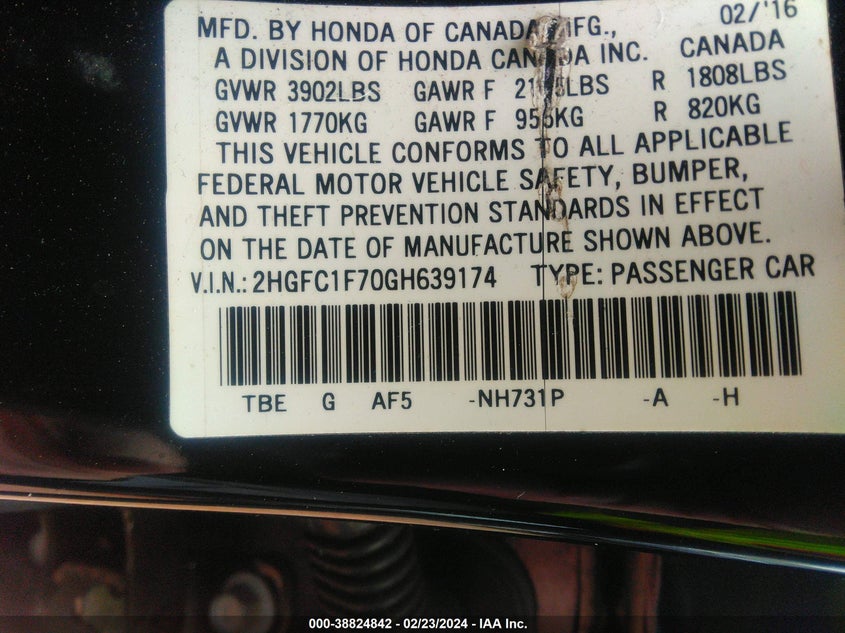 MFD. BY HONDA OF CANADA MFG., 02/'16
A DIVISION OF HONDA CANADA INC. CANADA
GVWR 3902LBS GAWR F LBS R 1808LBS
GVWR 1770KG GAWR F 955KG R 820KG
THIS VEHICLE CONFORMS TO ALL APPLICABLE
FEDERAL MOTOR VEHICLE SAFETY, BUMPER,
AND THEFT PREVENTION STANDARDS IN EFFECT
ON THE DATE OF MANUFACTURE SHOWN ABOVE.
V.I.N.: 2HGFC1F70GH639174 TYPE: PASSENGER CAR
TBE G AF5 -NH731P -A -H
000-38824842 - 02/23/2024 - IAA Inc.